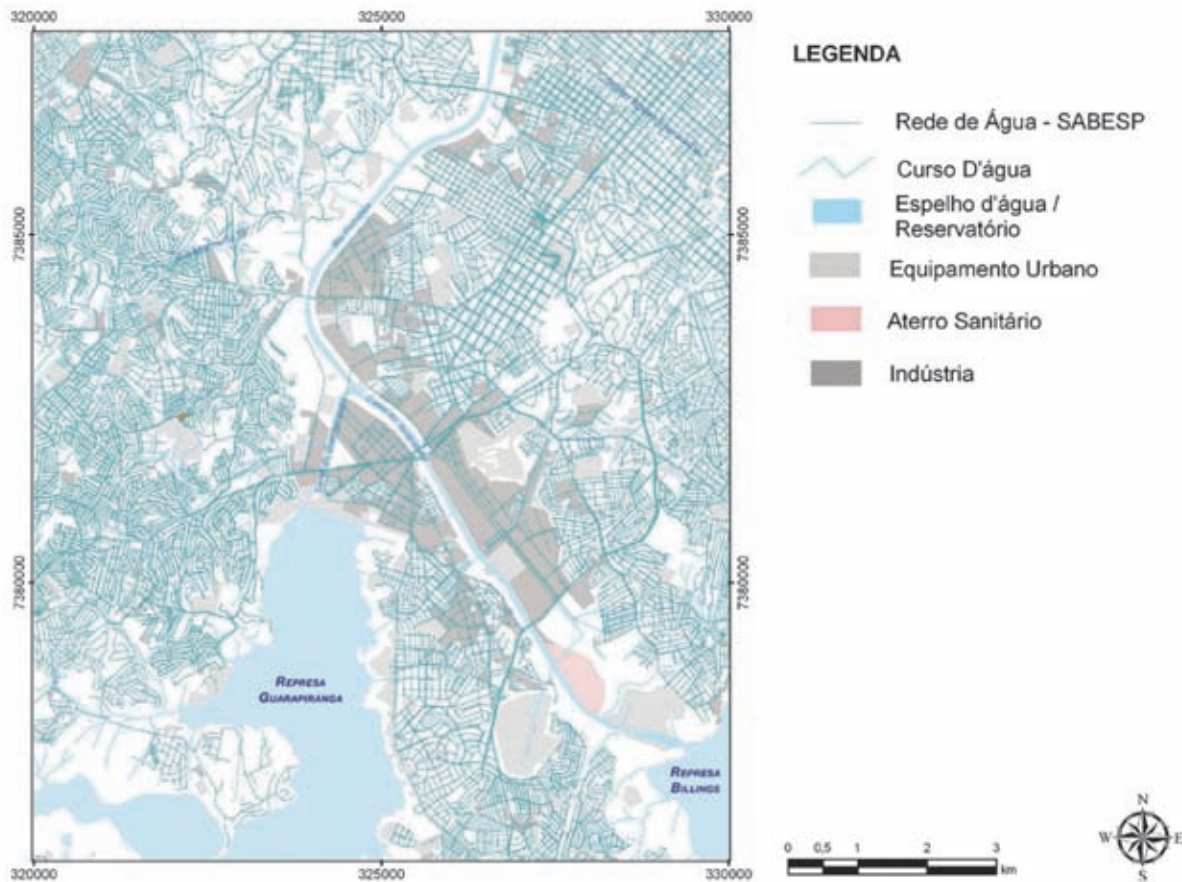 320000
325000
330000
7385000
7385000
7380000
7380000
REPRESA
GUARAPIRANGA
REPRESA
BILLINGS
320000
325000
330000
LEGENDA
Rede de Água - SABESP
Curso D'água
Espelho d'água /
Reservatório
Equipamento Urbano
Aterro Sanitário
Indústria
0 0,5 1 2 3
km
N
W E
S